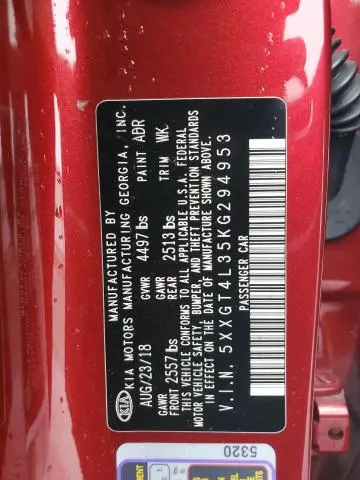 MANUFACTURED BY
KIA KIA MOTORS MANUFACTURING GEORGIA, INC.
AUG/23/18 GVWR 4497lbs PAINT ABR
GAWR FRONT 2557lbs GAWR REAR 2513lbs TRIM WK
THIS VEHICLE CONFORMS TO ALL APPLICABLE U.S.A. FEDERAL
MOTOR VEHICLE SAFETY, BUMPER, AND THEFT PREVENTION STANDARDS
IN EFFECT ON THE DATE OF MANUFACTURE SHOWN ABOVE.
V.I.N. 5XXGT4L35KG294953
PASSENGER CAR
5320